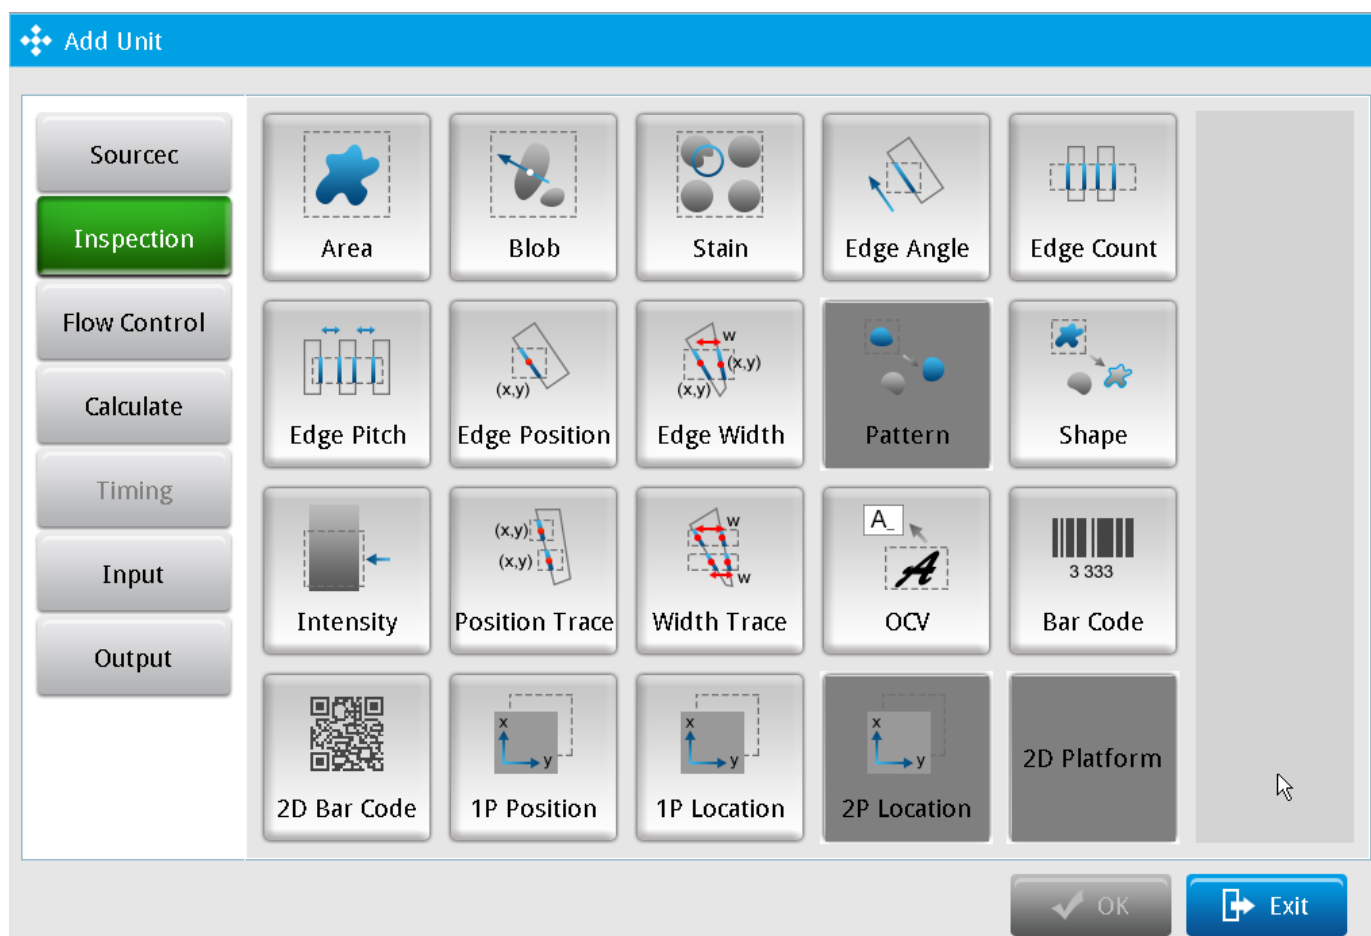 Add Unit
Sourcec
Inspection
Flow Control
Calculate
Timing
Input
Output
Area
Blob
Stain
Edge Angle
Edge Count
(x,y)
w
(x,y)
(x,y)
Edge Pitch
Edge Position
Edge Width
Pattern
Shape
(x,y)
(x,y)
w
w
A_
A
3 333
Intensity
Position Trace
Width Trace
OCV
Bar Code
x
y
x
y
x
y
2D Bar Code
1P Position
1P Location
2P Location
2D Platform
OK
Exit